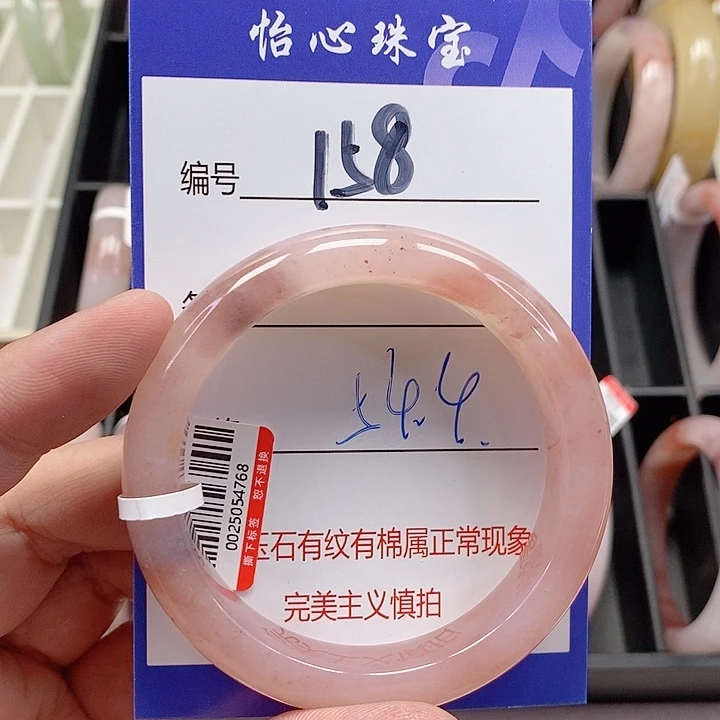 怡心珠宝
编号 158
54.4
0025054768
撕下标签 恕不退换
玉石有纹有棉属正常现象
完美主义慎拍